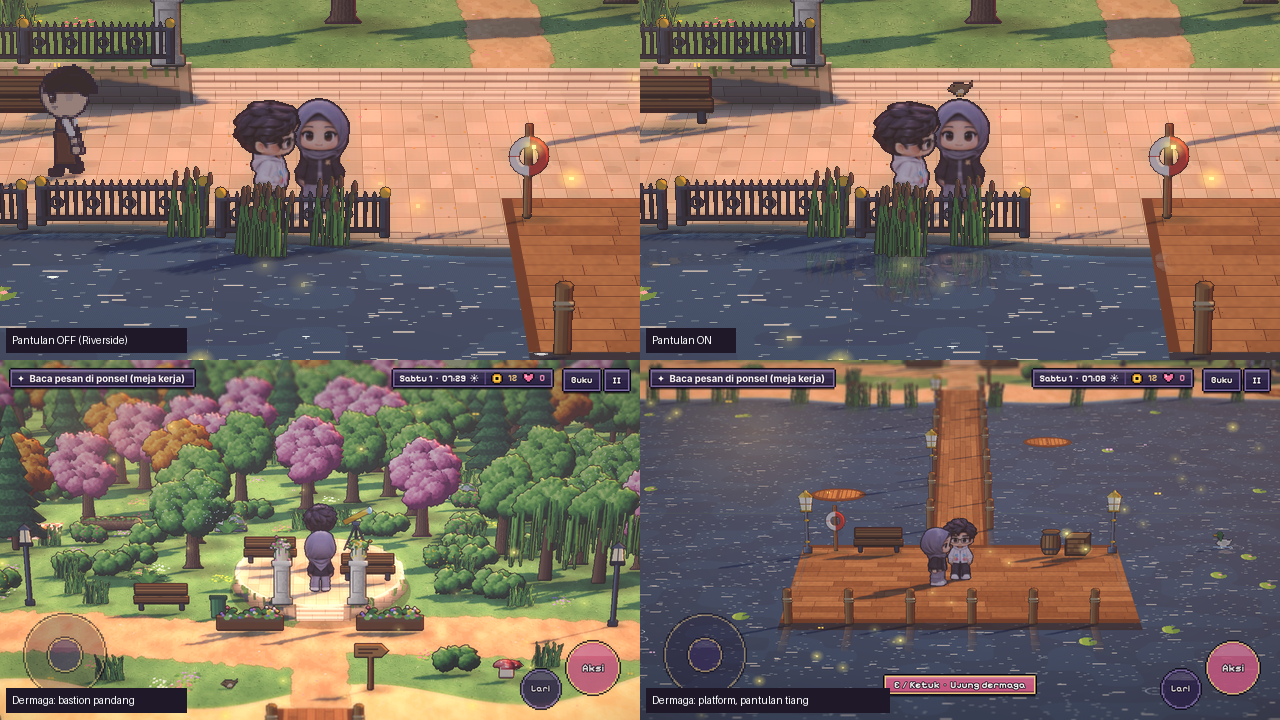 Pantulan OFF (Riverside)
Pantulan ON
✦ Baca pesan di ponsel (meja kerja)
Sabtu 1 · 07:29 ☀ 12 0
Buku
II
Aksi
Lari
Dermaga: bastion pandang
✦ Baca pesan di ponsel (meja kerja)
Sabtu 1 · 07:08 ☀ 12 0
Buku
II
E / Ketuk · Ujung dermaga
Aksi
Lari
Dermaga: platform, pantulan tiang